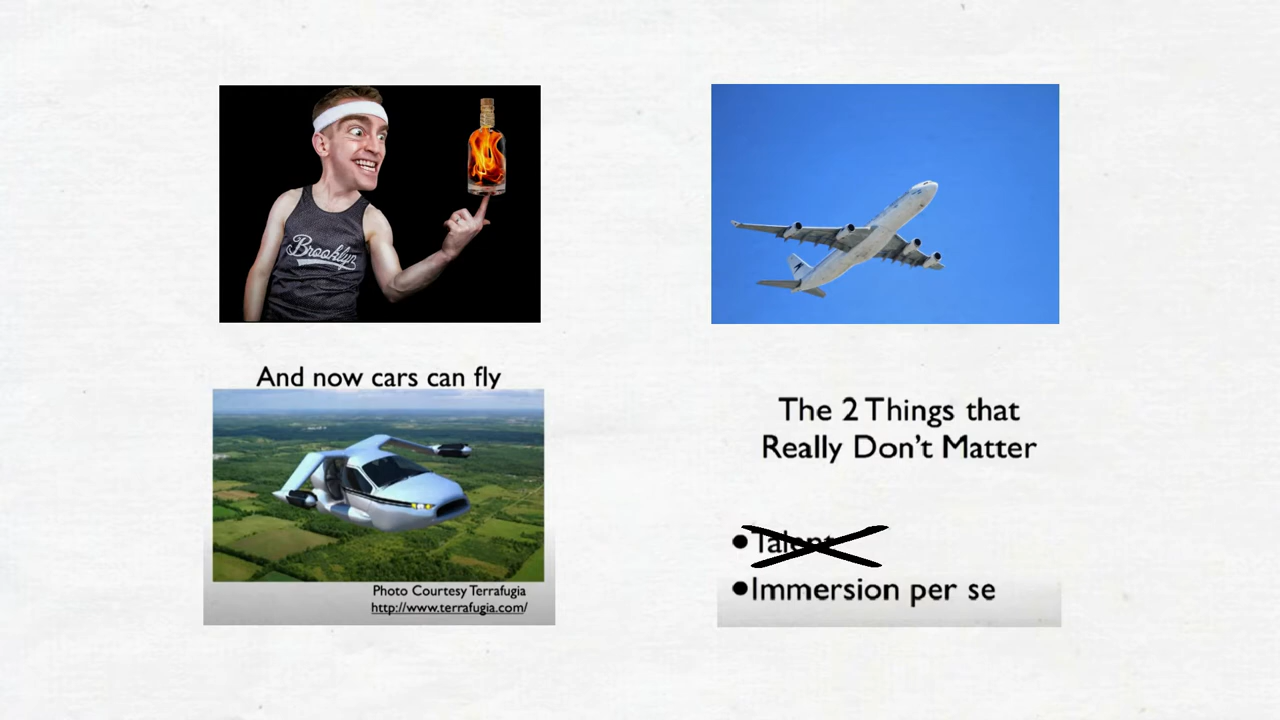 Brooklyn
And now cars can fly
Photo Courtesy Terrafugia
http://www.terrafugia.com/
The 2 Things that
Really Don't Matter
•Talent
•Immersion per se